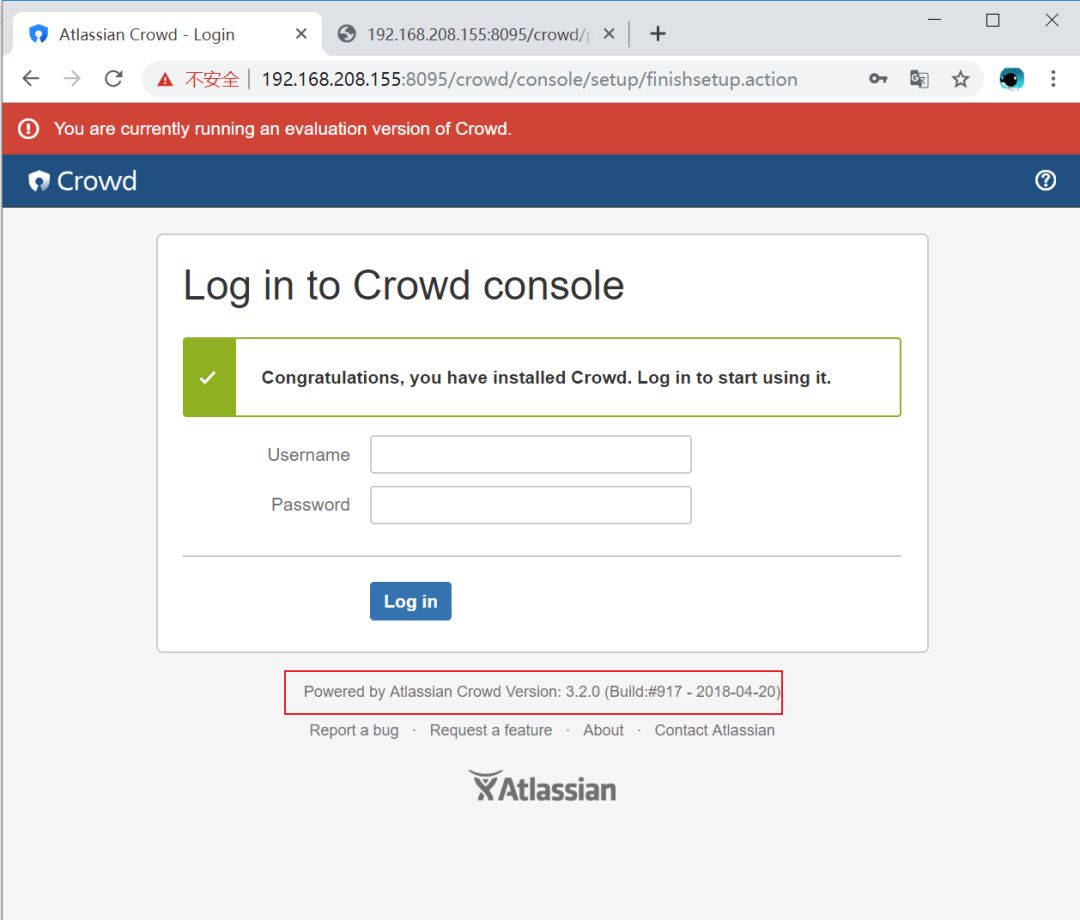 Atlassian Crowd - Login
192.168.208.155:8095/crowd/
不安全 192.168.208.155:8095/crowd/console/setup/finishsetup.action
You are currently running an evaluation version of Crowd.
Crowd
Log in to Crowd console
Congratulations, you have installed Crowd. Log in to start using it.
Username
Password
Log in
Powered by Atlassian Crowd Version: 3.2.0 (Build:#917 - 2018-04-20)
Report a bug · Request a feature · About · Contact Atlassian
Atlassian